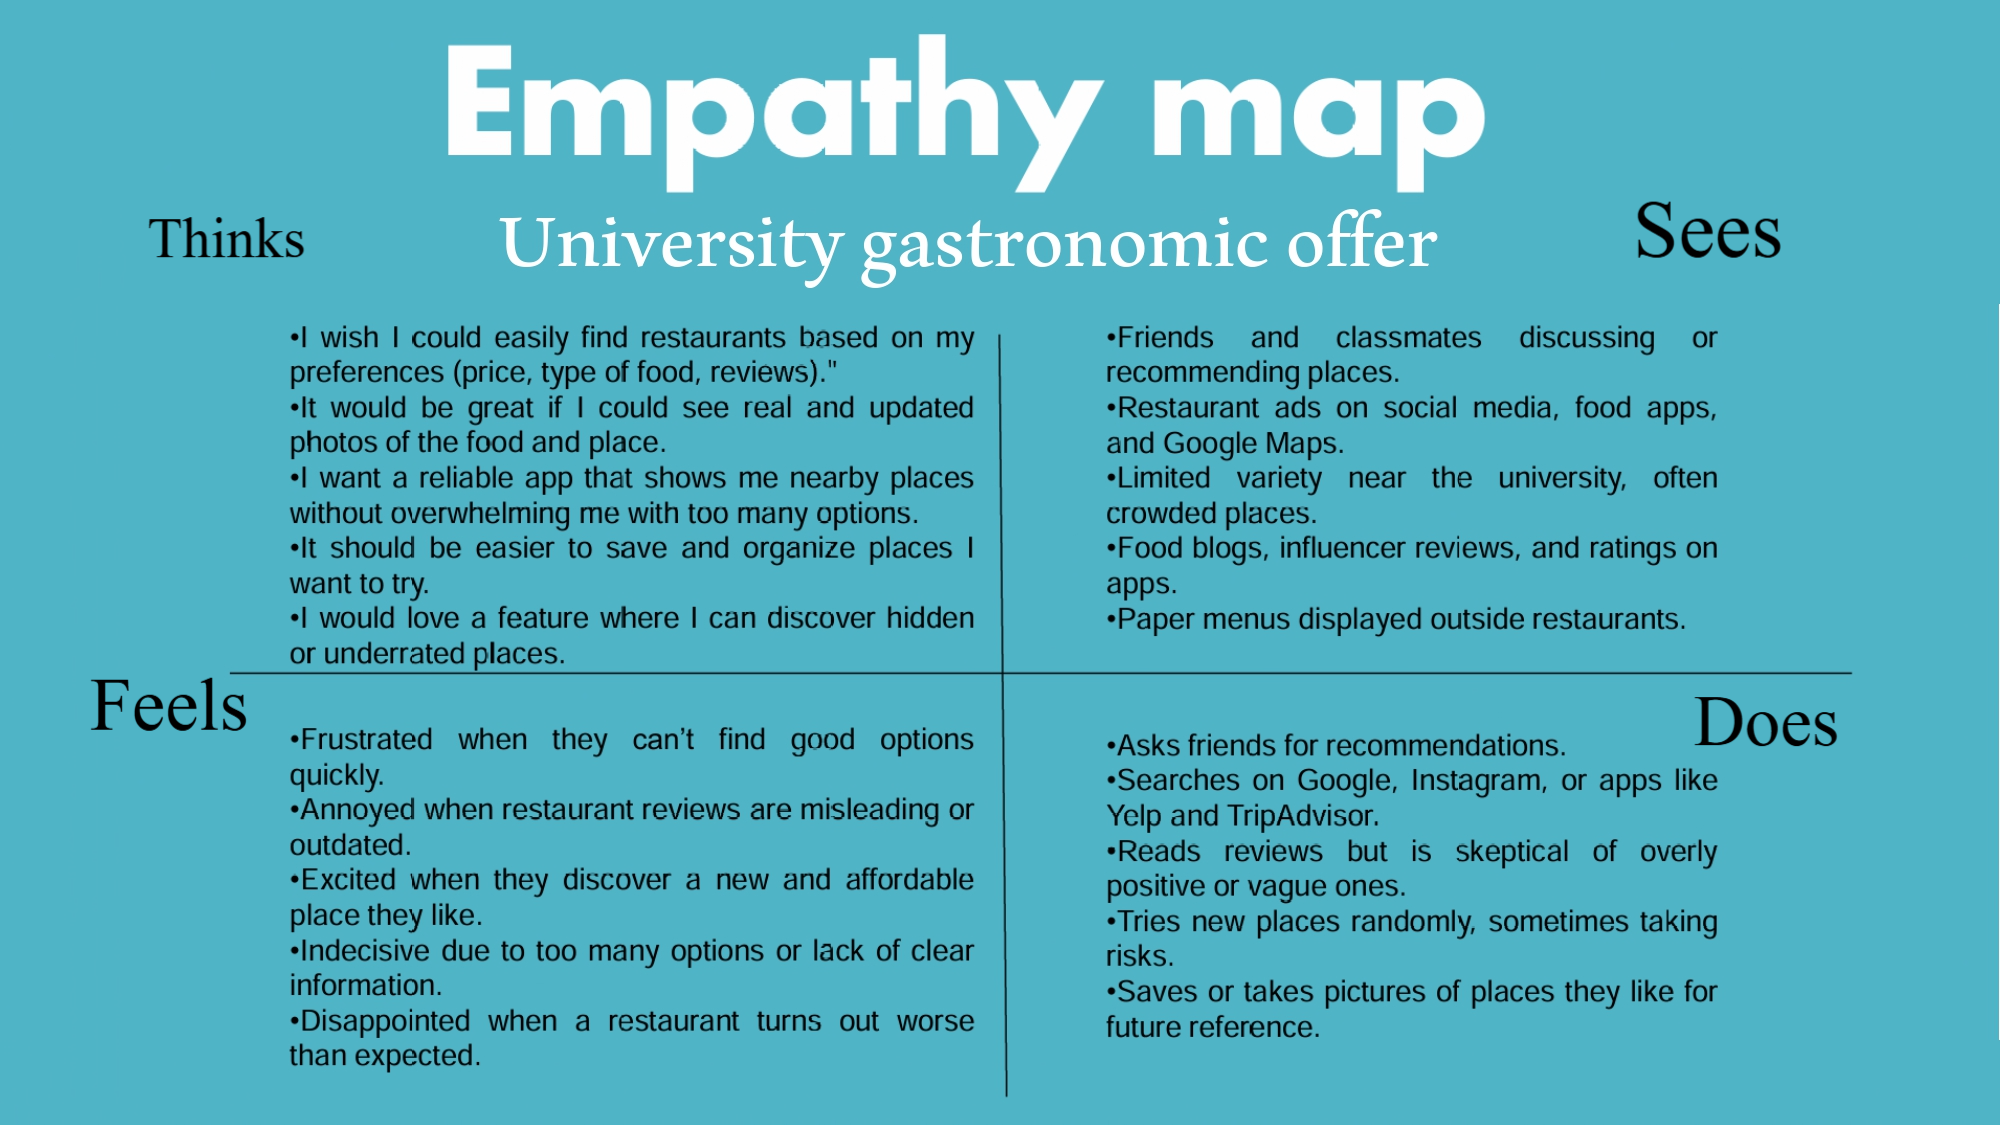 Empathy map
Thinks
University gastronomic offer
Sees
•I wish I could easily find restaurants based on my
preferences (price, type of food, reviews)."
•It would be great if I could see real and updated
photos of the food and place.
•I want a reliable app that shows me nearby places
without overwhelming me with too many options.
•It should be easier to save and organize places I
want to try.
•I would love a feature where I can discover hidden
or underrated places.
•Friends and classmates discussing or
recommending places.
•Restaurant ads on social media, food apps,
and Google Maps.
•Limited variety near the university, often
crowded places.
•Food blogs, influencer reviews, and ratings on
apps.
•Paper menus displayed outside restaurants.
Feels
•Frustrated when they can’t find good options
quickly.
•Annoyed when restaurant reviews are misleading or
outdated.
•Excited when they discover a new and affordable
place they like.
•Indecisive due to too many options or lack of clear
information.
•Disappointed when a restaurant turns out worse
than expected.
Does
•Asks friends for recommendations.
•Searches on Google, Instagram, or apps like
Yelp and TripAdvisor.
•Reads reviews but is skeptical of overly
positive or vague ones.
•Tries new places randomly, sometimes taking
risks.
•Saves or takes pictures of places they like for
future reference.